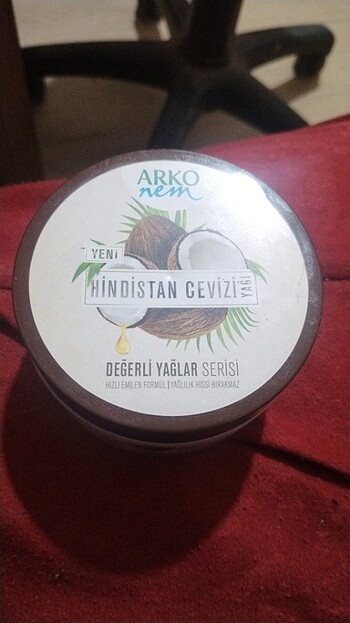 ARKO
nem
YENİ
HİNDİSTAN CEVİZİ YAĞI
DEĞERLİ YAĞLAR SERİSİ
HIZLI EMİLEN FORMÜL | YAĞLILIK HİSSİ BIRAKMAZ